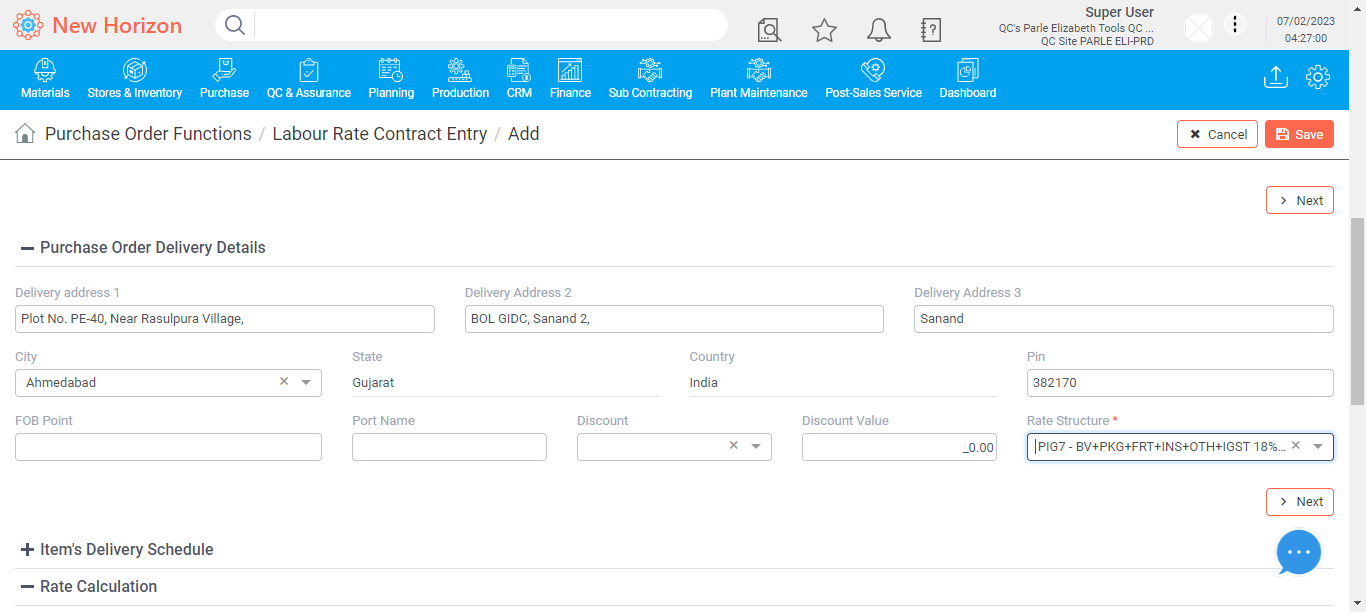 New Horizon
Super User
QC's Parle Elizabeth Tools QC ...
QC Site PARLE ELI-PRD
07/02/2023
04:27:00
Materials Stores & Inventory Purchase QC & Assurance Planning Production CRM Finance Sub Contracting Plant Maintenance Post-Sales Service Dashboard
Purchase Order Functions / Labour Rate Contract Entry / Add
Cancel Save
Next
Purchase Order Delivery Details
Delivery address 1 Delivery Address 2 Delivery Address 3
Plot No. PE-40, Near Rasulpura Village, BOL GIDC, Sanand 2, Sanand
City State Country Pin
Ahmedabad Gujarat India 382170
FOB Point Port Name Discount Discount Value Rate Structure *
_0.00 PIG7 - BV+PKG+FRT+INS+OTH+IGST 18%...
Next
Item's Delivery Schedule
Rate Calculation